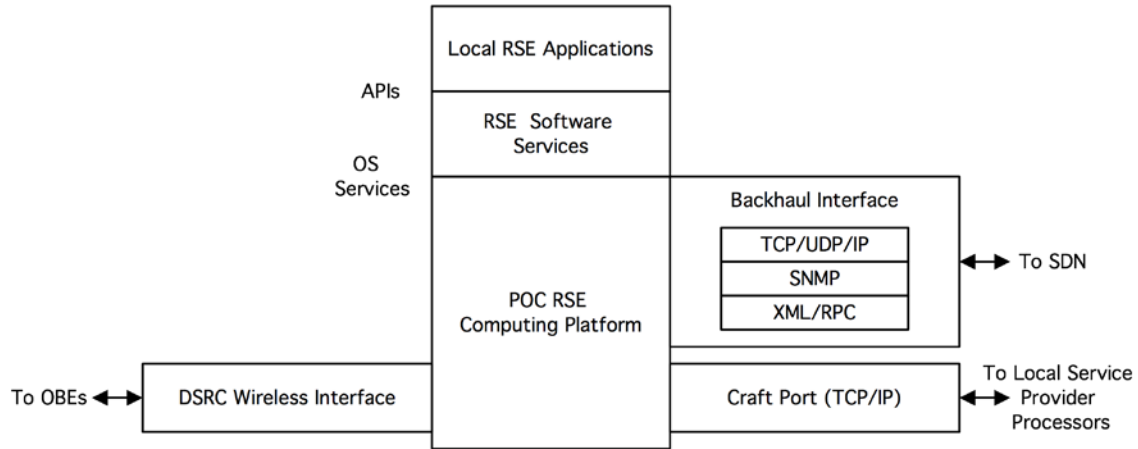 Local RSE Applications
APIs
RSE Software
Services
OS
Services
Backhaul Interface
TCP/UDP/IP
SNMP
XML/RPC
To SDN
POC RSE
Computing Platform
To OBEs
DSRC Wireless Interface
Craft Port (TCP/IP)
To Local Service
Provider
Processors